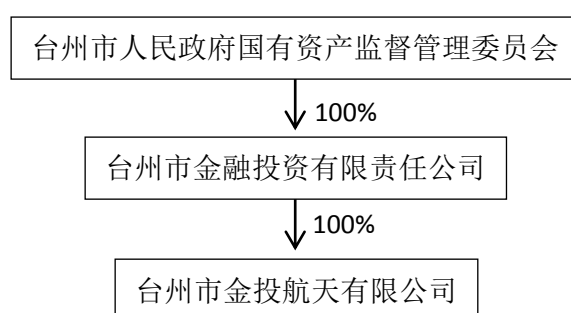 台州市人民政府国有资产监督管理委员会
100%
台州市金融投资有限责任公司
100%
台州市金投航天有限公司